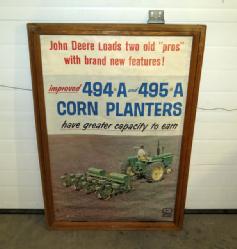 John Deere Loads two old "pros"
with brand new features!
improved 494-A and 495-A
CORN PLANTERS
have greater capacity to earn